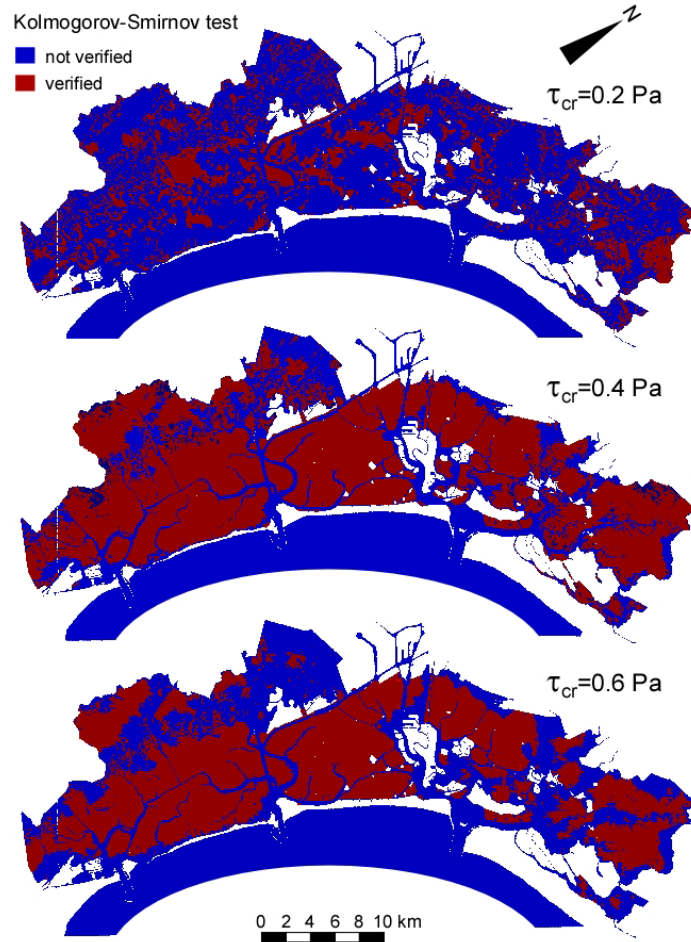 Kolmogorov-Smirnov test
not verified
verified
N
τcr=0.2 Pa
τcr=0.4 Pa
τcr=0.6 Pa
0 2 4 6 8 10 km